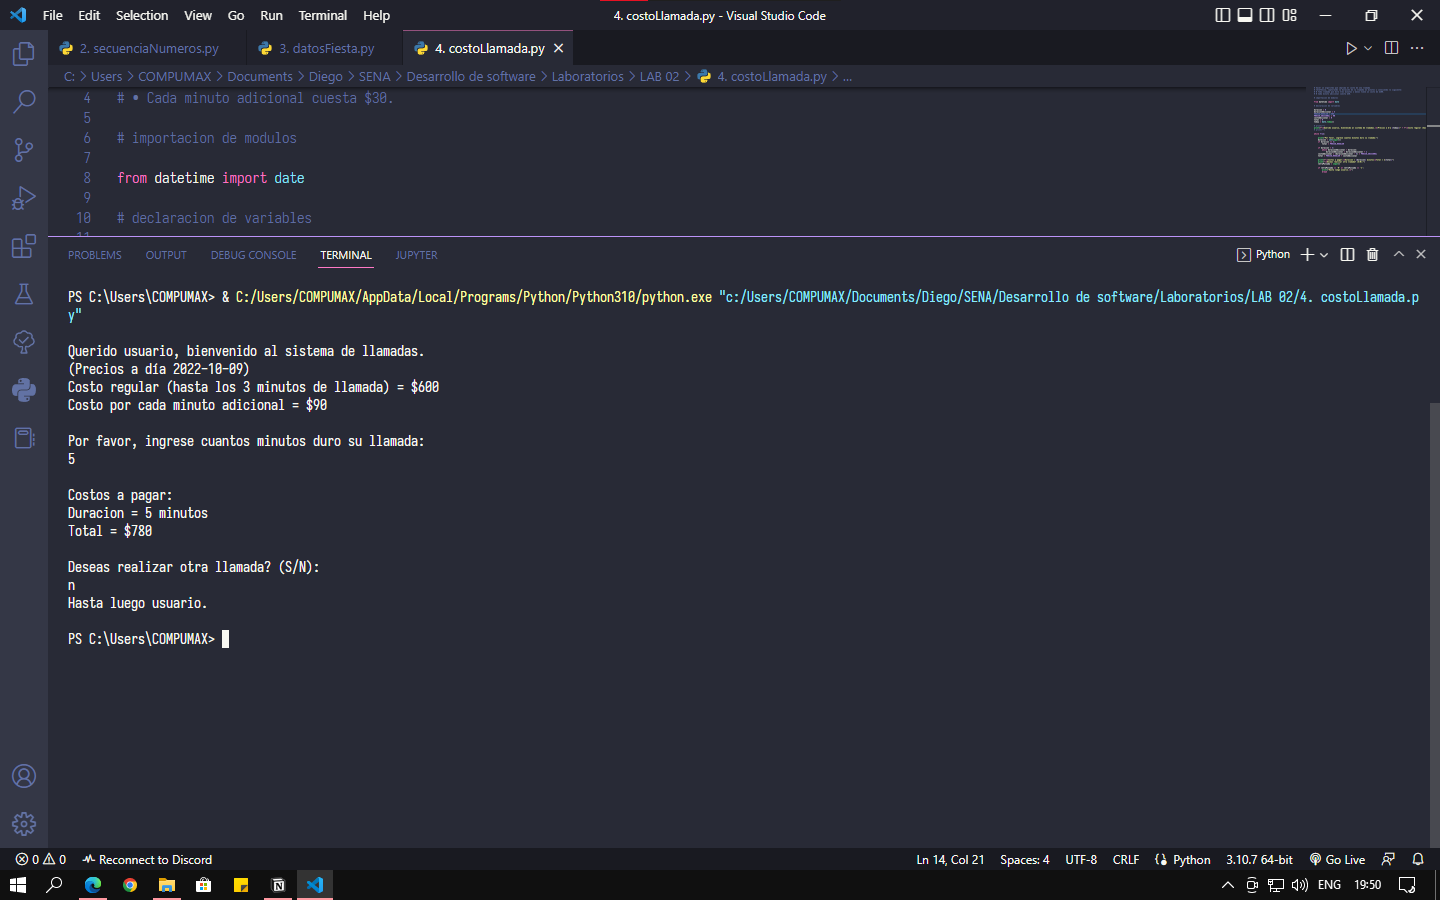 File Edit Selection View Go Run Terminal Help
4. costoLlamada.py - Visual Studio Code
2. secuenciaNumeros.py
3. datosFiesta.py
4. costoLlamada.py
C: > Users > COMPUMAX > Documents > Diego > SENA > Desarrollo de software > Laboratorios > LAB 02 > 4. costoLlamada.py > ...
4 # • Cada minuto adicional cuesta $30.
5
6 # importacion de modulos
7
8 from datetime import date
9
10 # declaracion de variables
PROBLEMS OUTPUT DEBUG CONSOLE TERMINAL JUPYTER
Python
PS C:\Users\COMPUMAX> & C:/Users/COMPUMAX/AppData/Local/Programs/Python/Python310/python.exe "c:/Users/COMPUMAX/Documents/Diego/SENA/Desarrollo de software/Laboratorios/LAB 02/4. costoLlamada.p
y"
Querido usuario, bienvenido al sistema de llamadas.
(Precios a día 2022-10-09)
Costo regular (hasta los 3 minutos de llamada) = $600
Costo por cada minuto adicional = $90
Por favor, ingrese cuantos minutos duro su llamada:
5
Costos a pagar:
Duracion = 5 minutos
Total = $780
Deseas realizar otra llamada? (S/N):
n
Hasta luego usuario.
PS C:\Users\COMPUMAX>
0 0 Reconnect to Discord
Ln 14, Col 21 Spaces: 4 UTF-8 CRLF Python 3.10.7 64-bit Go Live
ENG 19:50